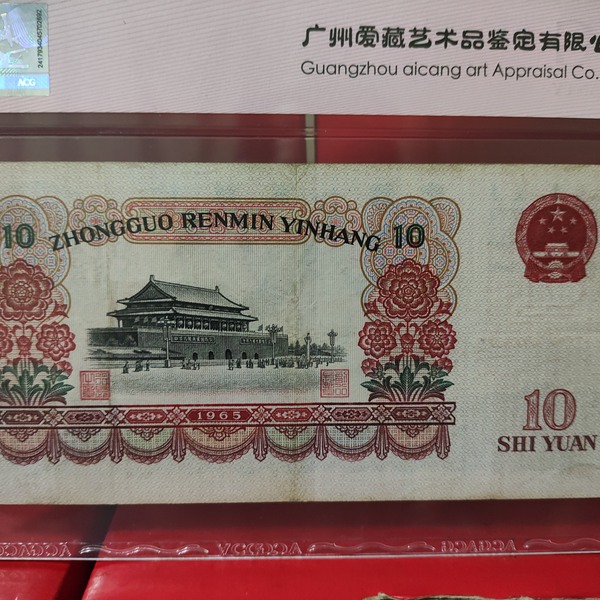 广州爱藏艺术品鉴定有限
Guangzhou aicang art Appraisal Co.
ACG
10 ZHONGGUO RENMIN YINHANG 10
1965
10
SHI YUAN